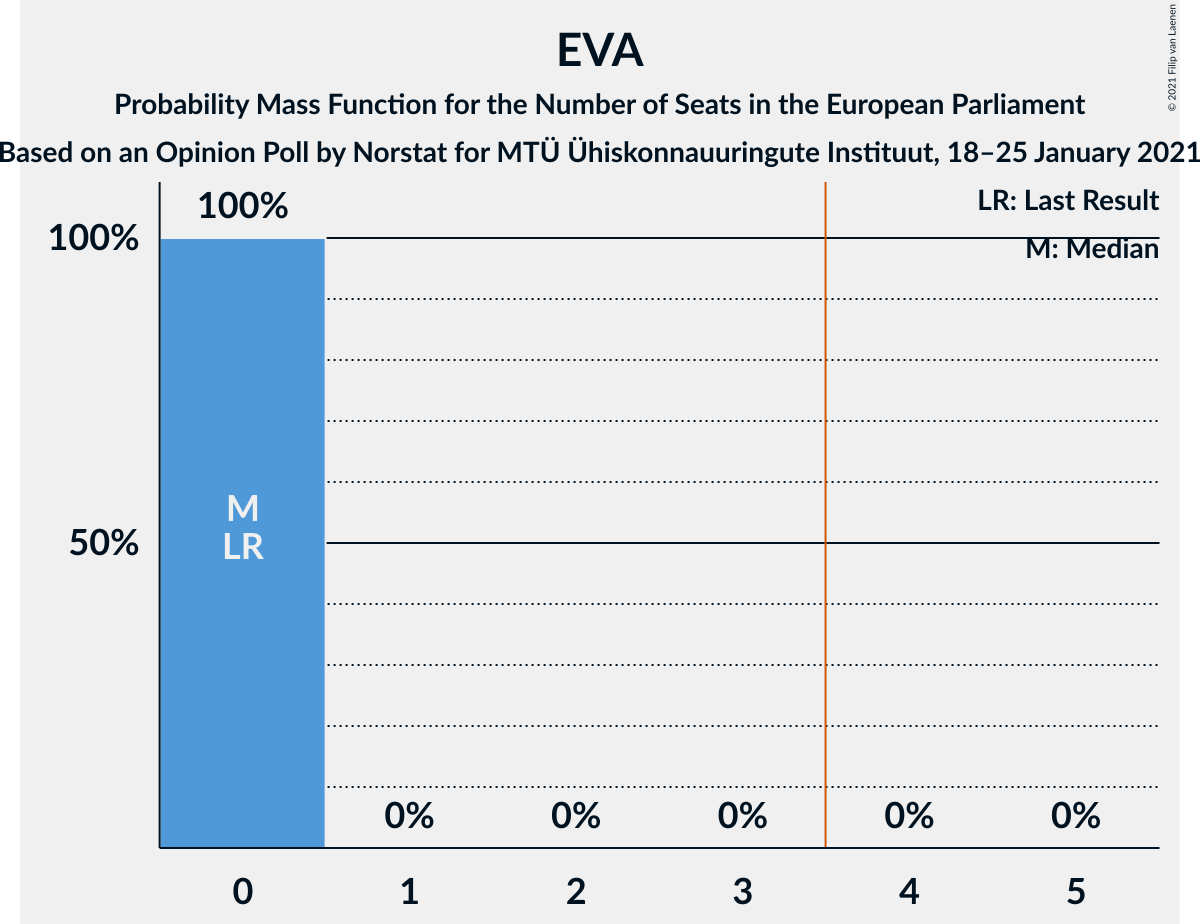 EVA
Probability Mass Function for the Number of Seats in the European Parliament
Based on an Opinion Poll by Norstat for MTÜ Ühiskonnauuringute Instituut, 18–25 January 2021
© 2021 Filip van Laenen
LR: Last Result
M: Median
100%
100%
50%
M
LR
0% 0% 0% 0% 0%
0 1 2 3 4 5